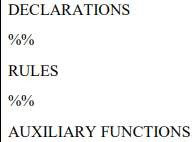 DECLARATIONS
%%
RULES
%%
AUXILIARY FUNCTIONS